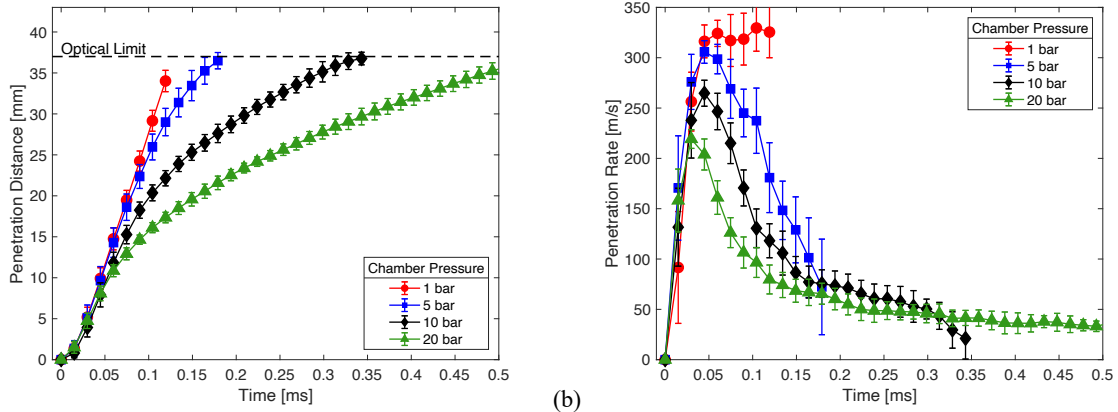 40
35
30
25
20
15
10
5
0
Penetration Distance [mm]
Optical Limit
Chamber Pressure
1 bar
5 bar
10 bar
20 bar
0 0.05 0.1 0.15 0.2 0.25 0.3 0.35 0.4 0.45 0.5
Time [ms]
(b)
350
300
250
200
150
100
50
0
Penetration Rate [m/s]
Chamber Pressure
1 bar
5 bar
10 bar
20 bar
0 0.05 0.1 0.15 0.2 0.25 0.3 0.35 0.4 0.45 0.5
Time [ms]